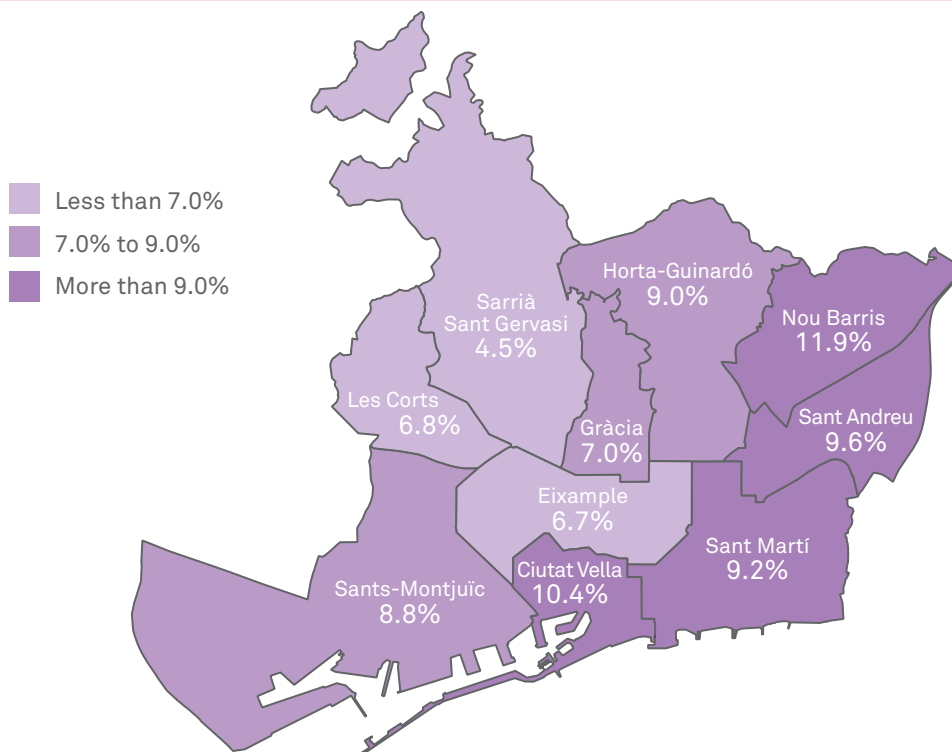 Less than 7.0%
7.0% to 9.0%
More than 9.0%
Horta-Guinardó
9.0%
Sarrià
Sant Gervasi
4.5%
Nou Barris
11.9%
Les Corts
6.8%
Gràcia
7.0%
Sant Andreu
9.6%
Eixample
6.7%
Sant Martí
9.2%
Ciutat Vella
10.4%
Sants-Montjuïc
8.8%